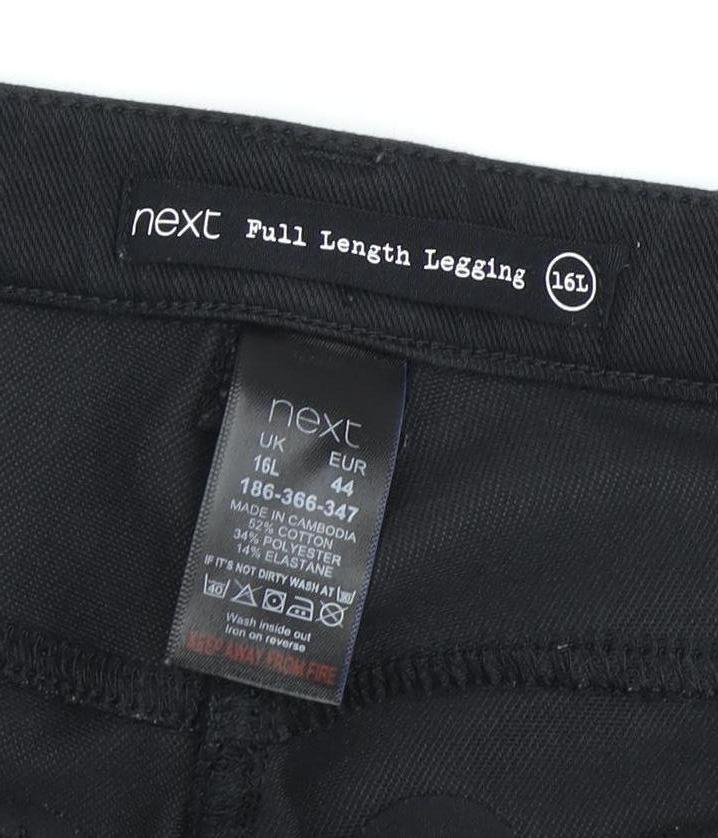 next Full Length Legging 16L
next
UK EUR
16L 44
186-366-347
MADE IN CAMBODIA
52% COTTON
34% POLYESTER
14% ELASTANE
IF IT'S NOT DIRTY WASH AT 30
40
Wash inside out
Iron on reverse
KEEP AWAY FROM FIRE